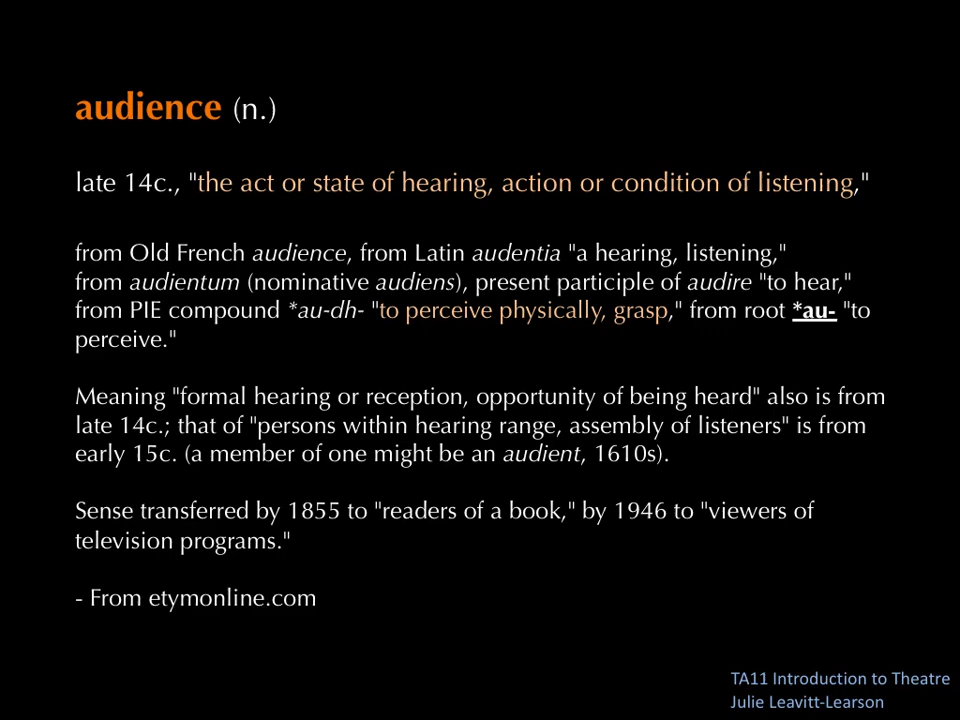 audience (n.)
late 14c., "the act or state of hearing, action or condition of listening,"
from Old French audience, from Latin audentia "a hearing, listening,"
from audientum (nominative audiens), present participle of audire "to hear,"
from PIE compound *au-dh- "to perceive physically, grasp," from root *au- "to
perceive."
Meaning "formal hearing or reception, opportunity of being heard" also is from
late 14c.; that of "persons within hearing range, assembly of listeners" is from
early 15c. (a member of one might be an audient, 1610s).
Sense transferred by 1855 to "readers of a book," by 1946 to "viewers of
television programs."
- From etymonline.com
TA11 Introduction to Theatre
Julie Leavitt-Learson